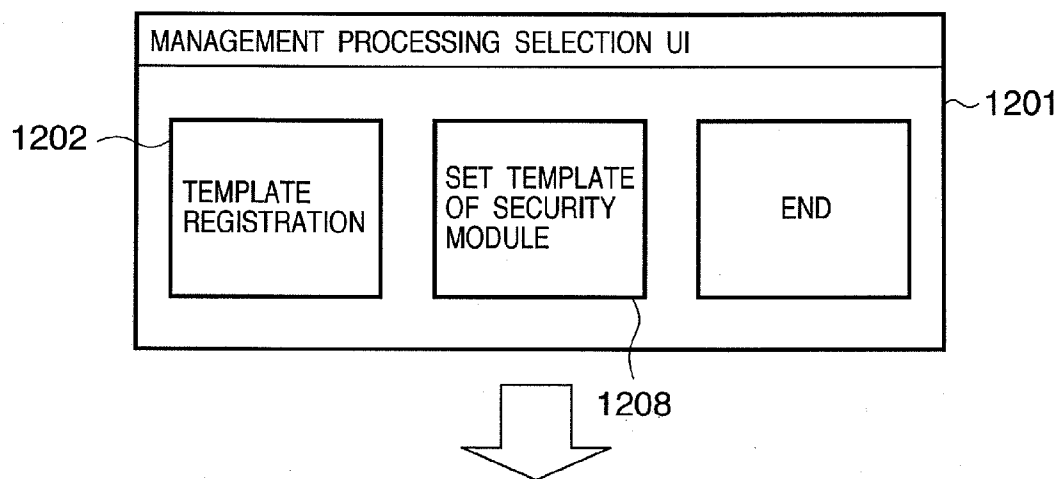 MANAGEMENT PROCESSING SELECTION UI
1201
1202
TEMPLATE
REGISTRATION
SET TEMPLATE
OF SECURITY
MODULE
END
1208